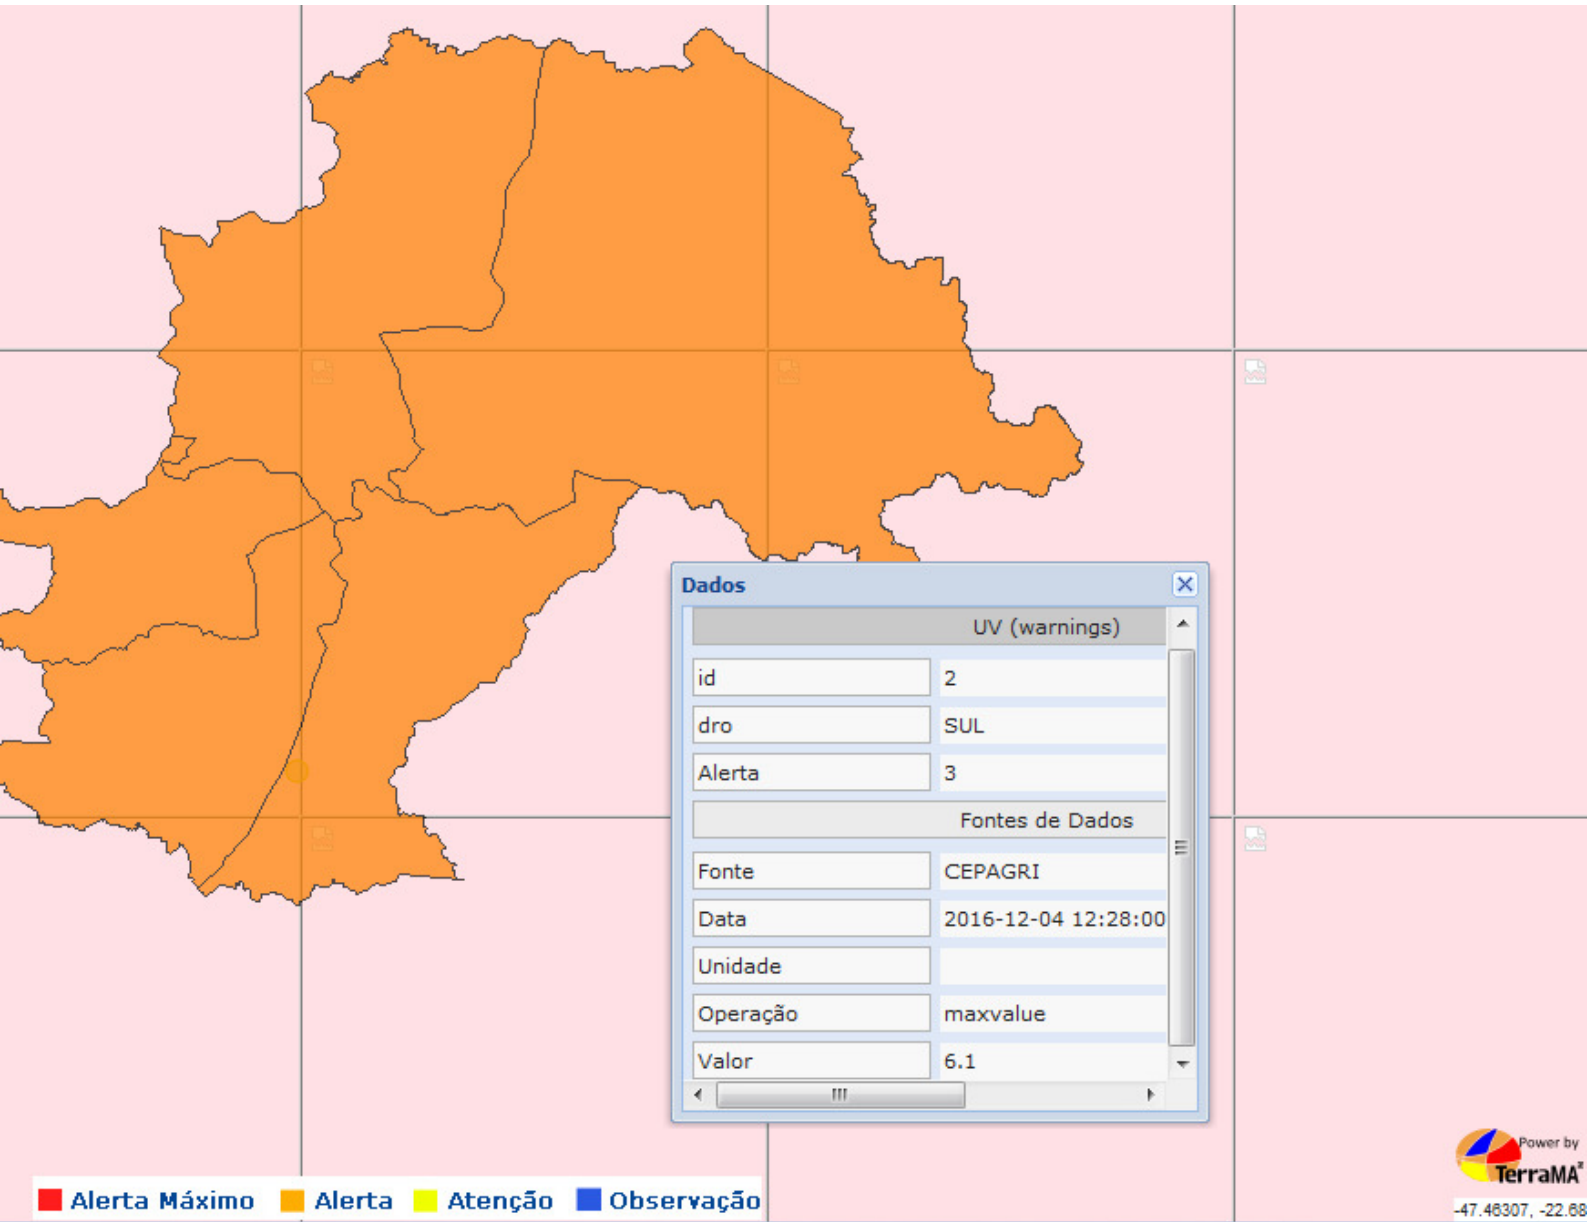 Dados
UV (warnings)
id 2
dro SUL
Alerta 3
Fontes de Dados
Fonte CEPAGRI
Data 2016-12-04 12:28:00
Unidade
Operação maxvalue
Valor 6.1
Power by
TerraMA²
Alerta Máximo Alerta Atenção Observação
-47.46307, -22.68